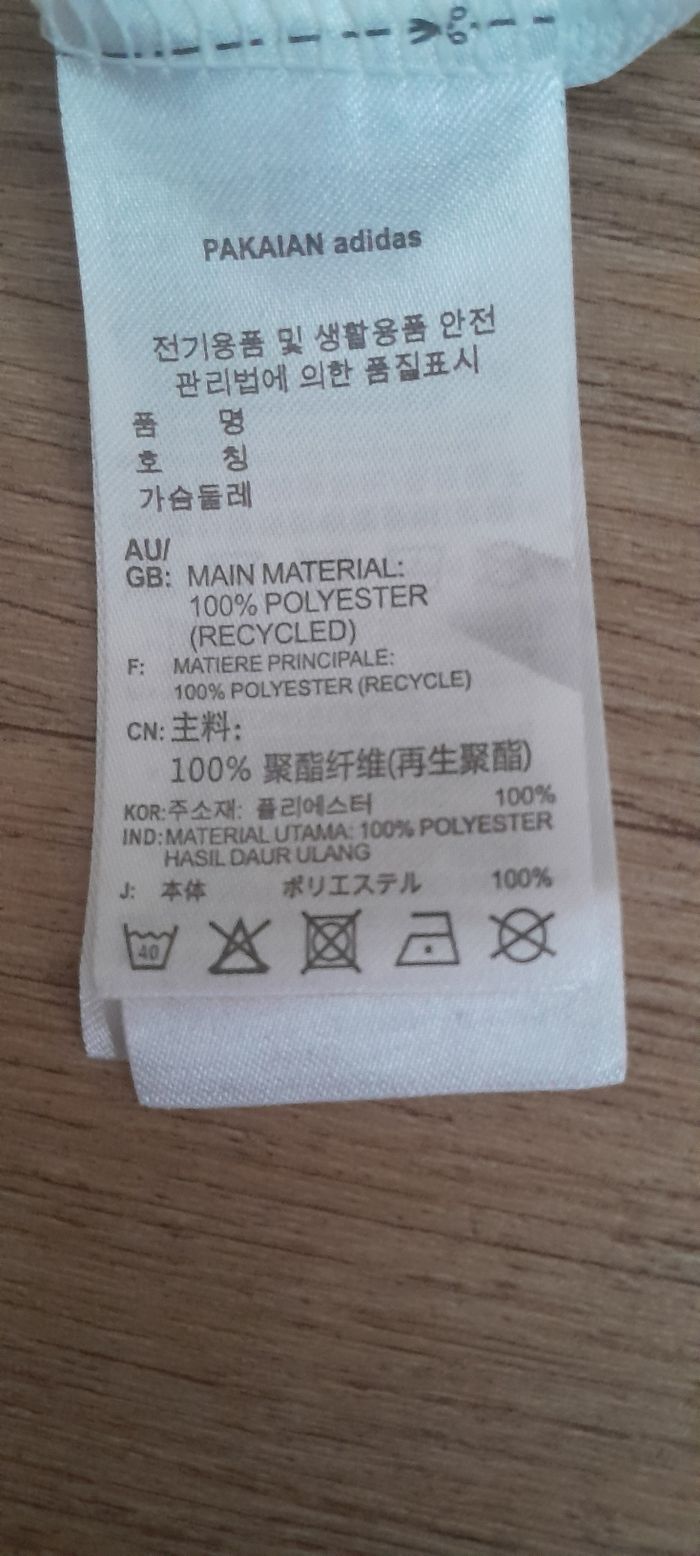 PAKAIAN adidas
전기용품 및 생활용품 안전
관리법에 의한 품질표시
품 명
호 칭
가슴둘레
AU/
GB: MAIN MATERIAL:
100% POLYESTER
(RECYCLED)
F: MATIERE PRINCIPALE:
100% POLYESTER (RECYCLE)
CN: 主料:
100% 聚酯纤维(再生聚酯)
KOR: 주소재: 폴리에스터 100%
IND: MATERIAL UTAMA: 100% POLYESTER
HASIL DAUR ULANG
J: 本体 ポリエステル 100%
40